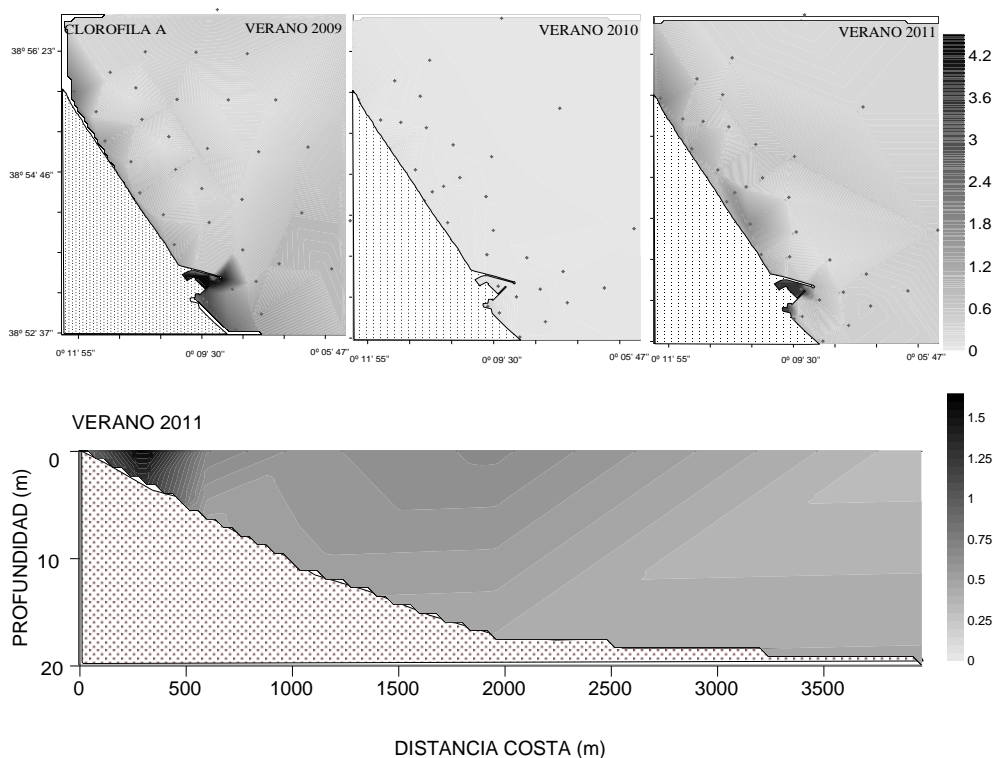 CLOROFILA A
VERANO 2009
VERANO 2010
VERANO 2011
38º 56' 23"
38º 54' 46"
38º 52' 37"
0º 11' 55"
0º 09' 30"
0º 05' 47"
0º 11' 55"
0º 09' 30"
0º 05' 47"
0º 11' 55"
0º 09' 30"
0º 05' 47"
4.2
3.6
3
2.4
1.8
1.2
0.6
0
VERANO 2011
PROFUNDIDAD (m)
0
10
20
0
500
1000
1500
2000
2500
3000
3500
DISTANCIA COSTA (m)
1.5
1.25
1
0.75
0.5
0.25
0